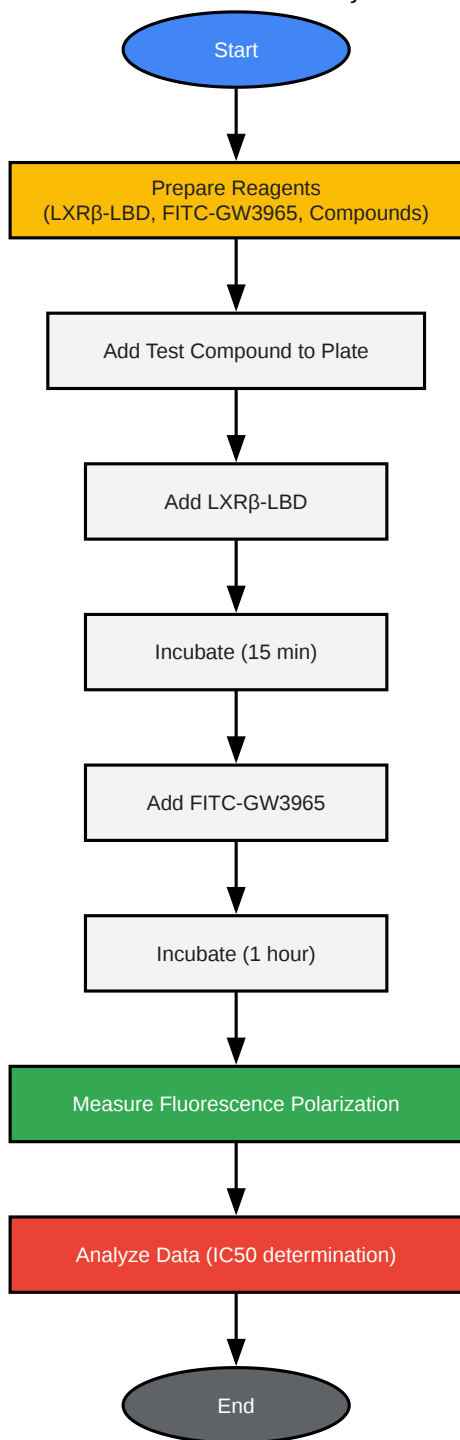 Start
Prepare Reagents
(LXRβ-LBD, FITC-GW3965, Compounds)
Add Test Compound to Plate
Add LXRβ-LBD
Incubate (15 min)
Add FITC-GW3965
Incubate (1 hour)
Measure Fluorescence Polarization
Analyze Data (IC50 determination)
End